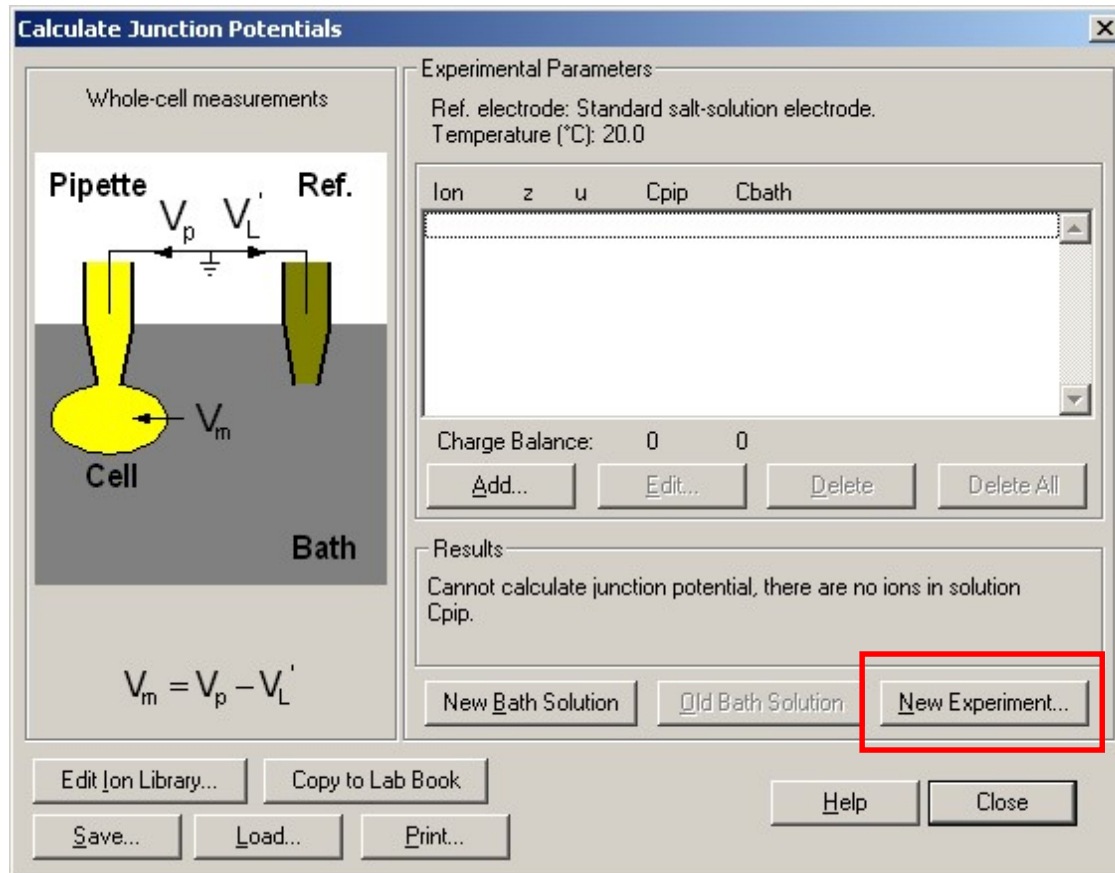 Calculate Junction Potentials
Whole-cell measurements
Pipette Ref.
Vp VL'
Vm
Cell
Bath
Vm = Vp − VL'
Experimental Parameters
Ref. electrode: Standard salt-solution electrode.
Temperature (°C): 20.0
Ion z u Cpip Cbath
Charge Balance: 0 0
Add... Edit... Delete Delete All
Results
Cannot calculate junction potential, there are no ions in solution
Cpip.
New Bath Solution Old Bath Solution New Experiment...
Edit Ion Library... Copy to Lab Book
Save... Load... Print...
Help Close